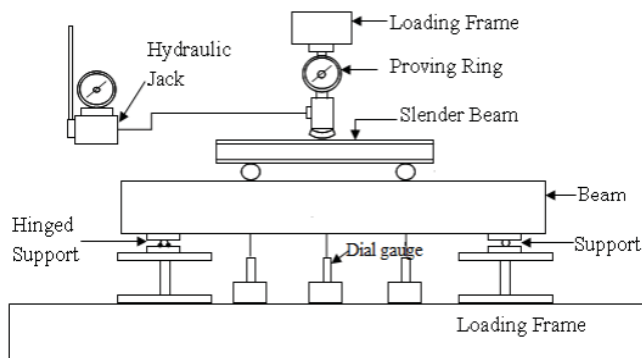 Loading Frame
Hydraulic
Jack
Proving Ring
Slender Beam
Beam
Hinged
Support
Dial gauge
Support
Loading Frame